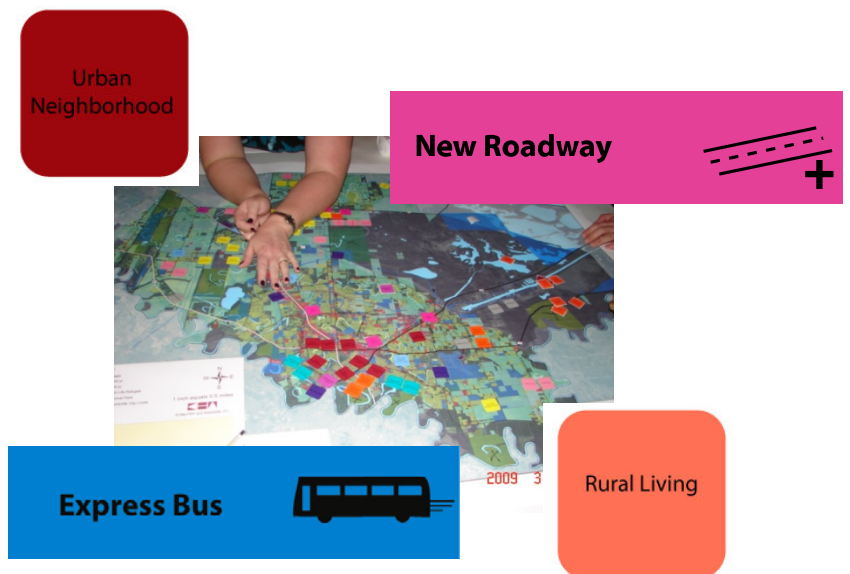 Urban
Neighborhood
New Roadway
Express Bus
Rural Living
2009 3